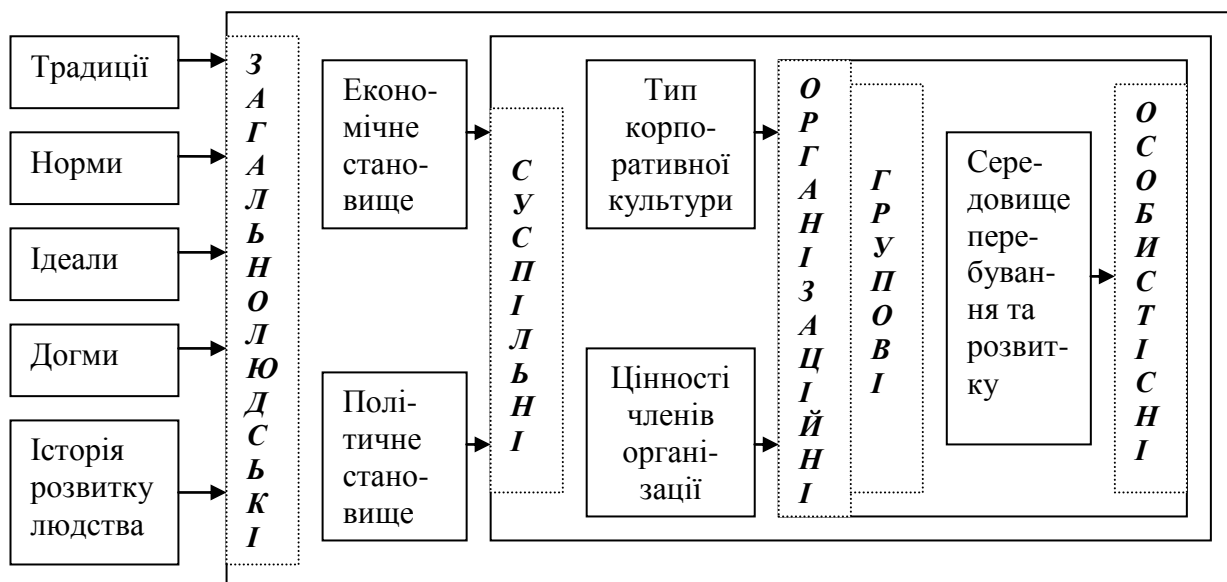 Традиції
Норми
Ідеали
Догми
Історія
розвитку
людства
ЗАГАЛЬНОЛЮДСЬКІ
Еконо-
мічне
стано-
вище
Полі-
тичне
стано-
вище
СУСПІЛЬНІ
Тип
корпо-
ративної
культури
Цінності
членів
органі-
зації
ОРГАНІЗАЦІЙНІ
ГРУПОВІ
Сере-
довище
пере-
буван-
ня та
розвит-
ку
ОСОБИСТІСНІ